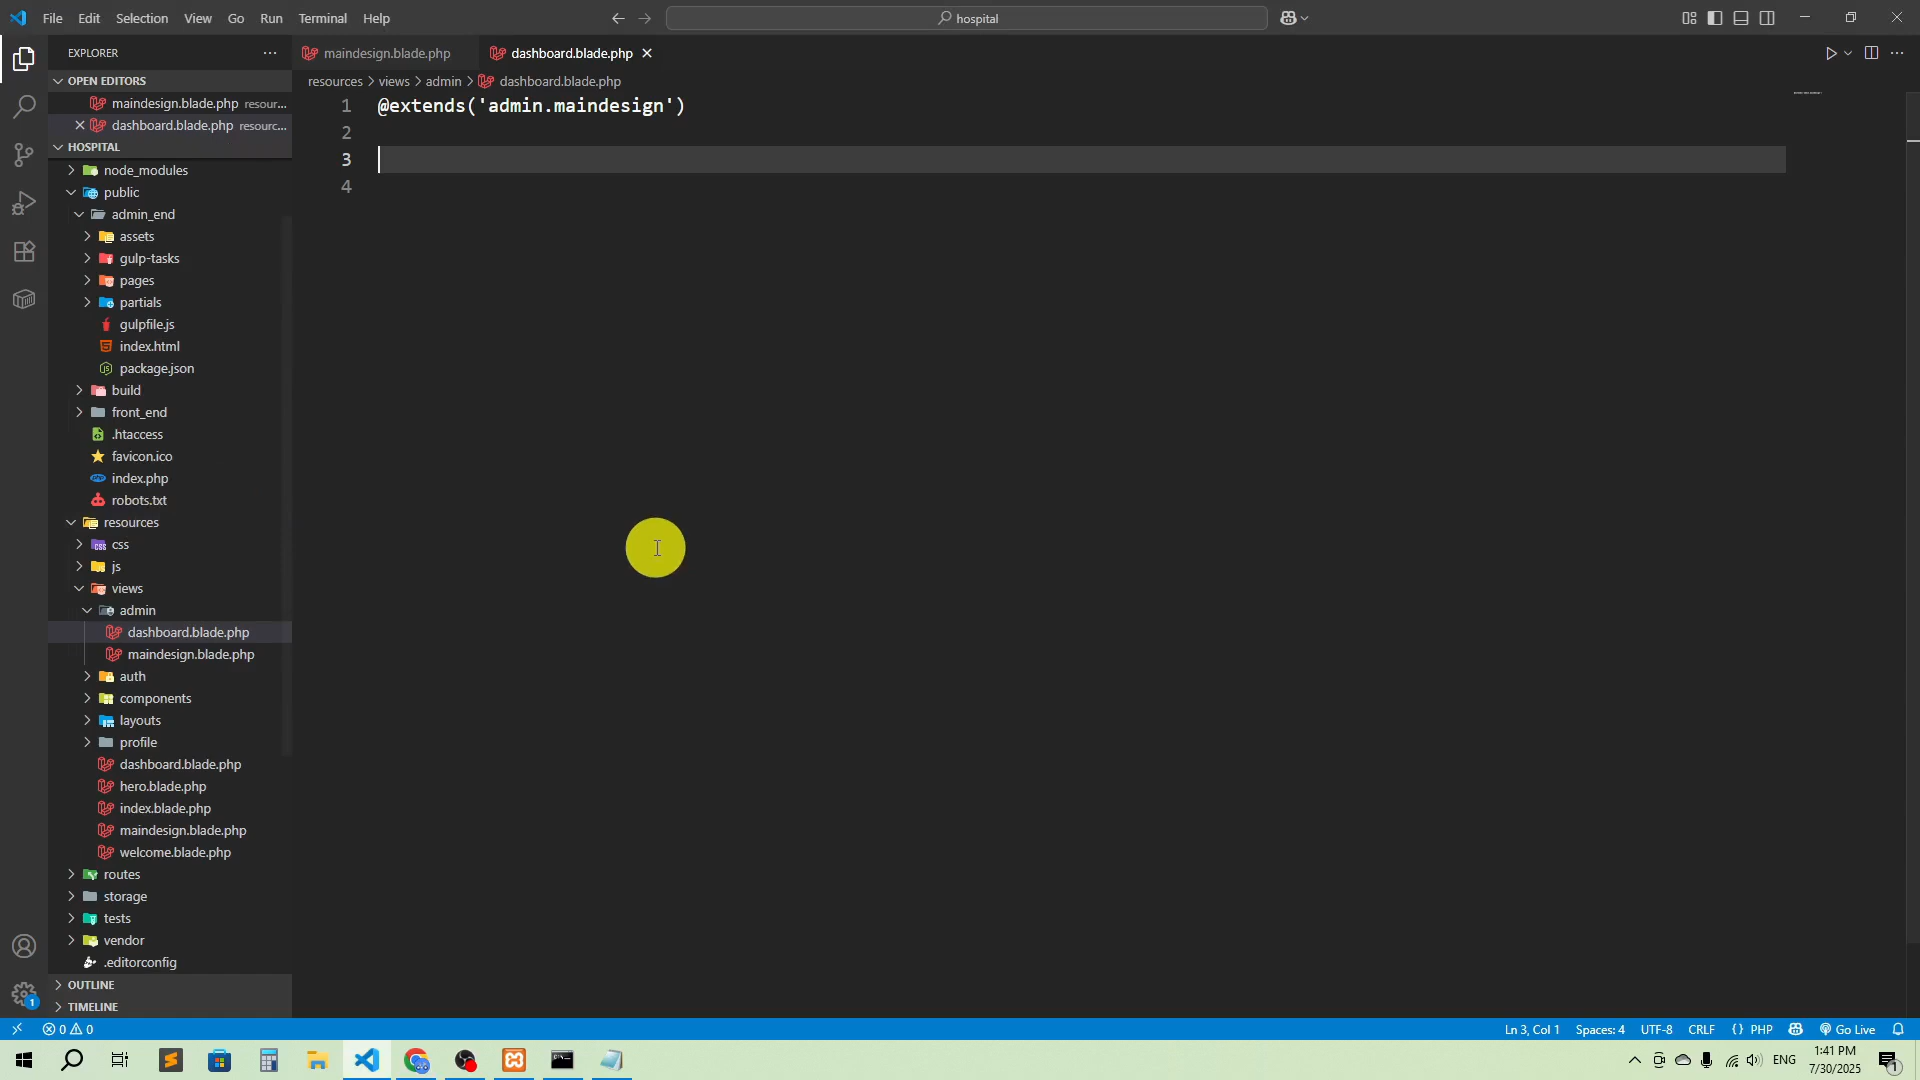 File Edit Selection View Go Run Terminal Help
hospital
EXPLORER
maindesign.blade.php
dashboard.blade.php
OPEN EDITORS
maindesign.blade.php resour...
dashboard.blade.php resourc...
HOSPITAL
node_modules
public
admin_end
assets
gulp-tasks
pages
partials
gulpfile.js
index.html
package.json
build
front_end
.htaccess
favicon.ico
index.php
robots.txt
resources
css
js
views
admin
dashboard.blade.php
maindesign.blade.php
auth
components
layouts
profile
dashboard.blade.php
hero.blade.php
index.blade.php
maindesign.blade.php
welcome.blade.php
routes
storage
tests
vendor
.editorconfig
OUTLINE
TIMELINE
resources > views > admin > dashboard.blade.php
1 @extends('admin.maindesign')
2
3
4
0 0
Ln 3, Col 1 Spaces: 4 UTF-8 CRLF {} PHP Go Live
ENG
1:41 PM
7/30/2025
1
1